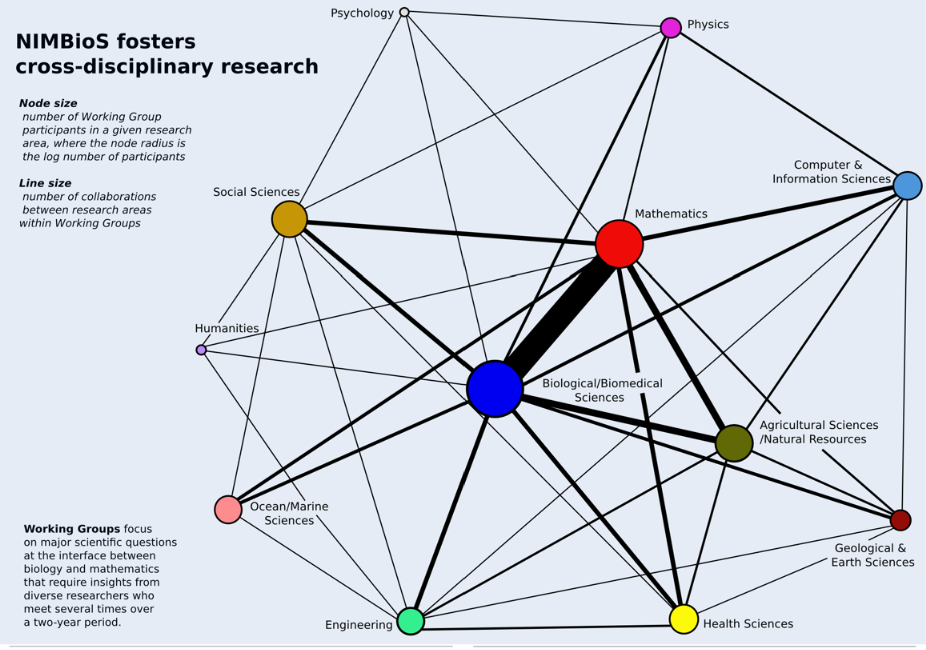 Psychology
Physics
NIMBioS fosters
cross-disciplinary research
Node size
number of Working Group
participants in a given research
area, where the node radius is
the log number of participants
Line size
number of collaborations
between research areas
within Working Groups
Computer &
Information Sciences
Social Sciences
Mathematics
Humanities
Biological/Biomedical
Sciences
Agricultural Sciences
/Natural Resources
Ocean/Marine
Sciences
Working Groups focus
on major scientific questions
at the interface between
biology and mathematics
that require insights from
diverse researchers who
meet several times over
a two-year period.
Geological &
Earth Sciences
Engineering
Health Sciences